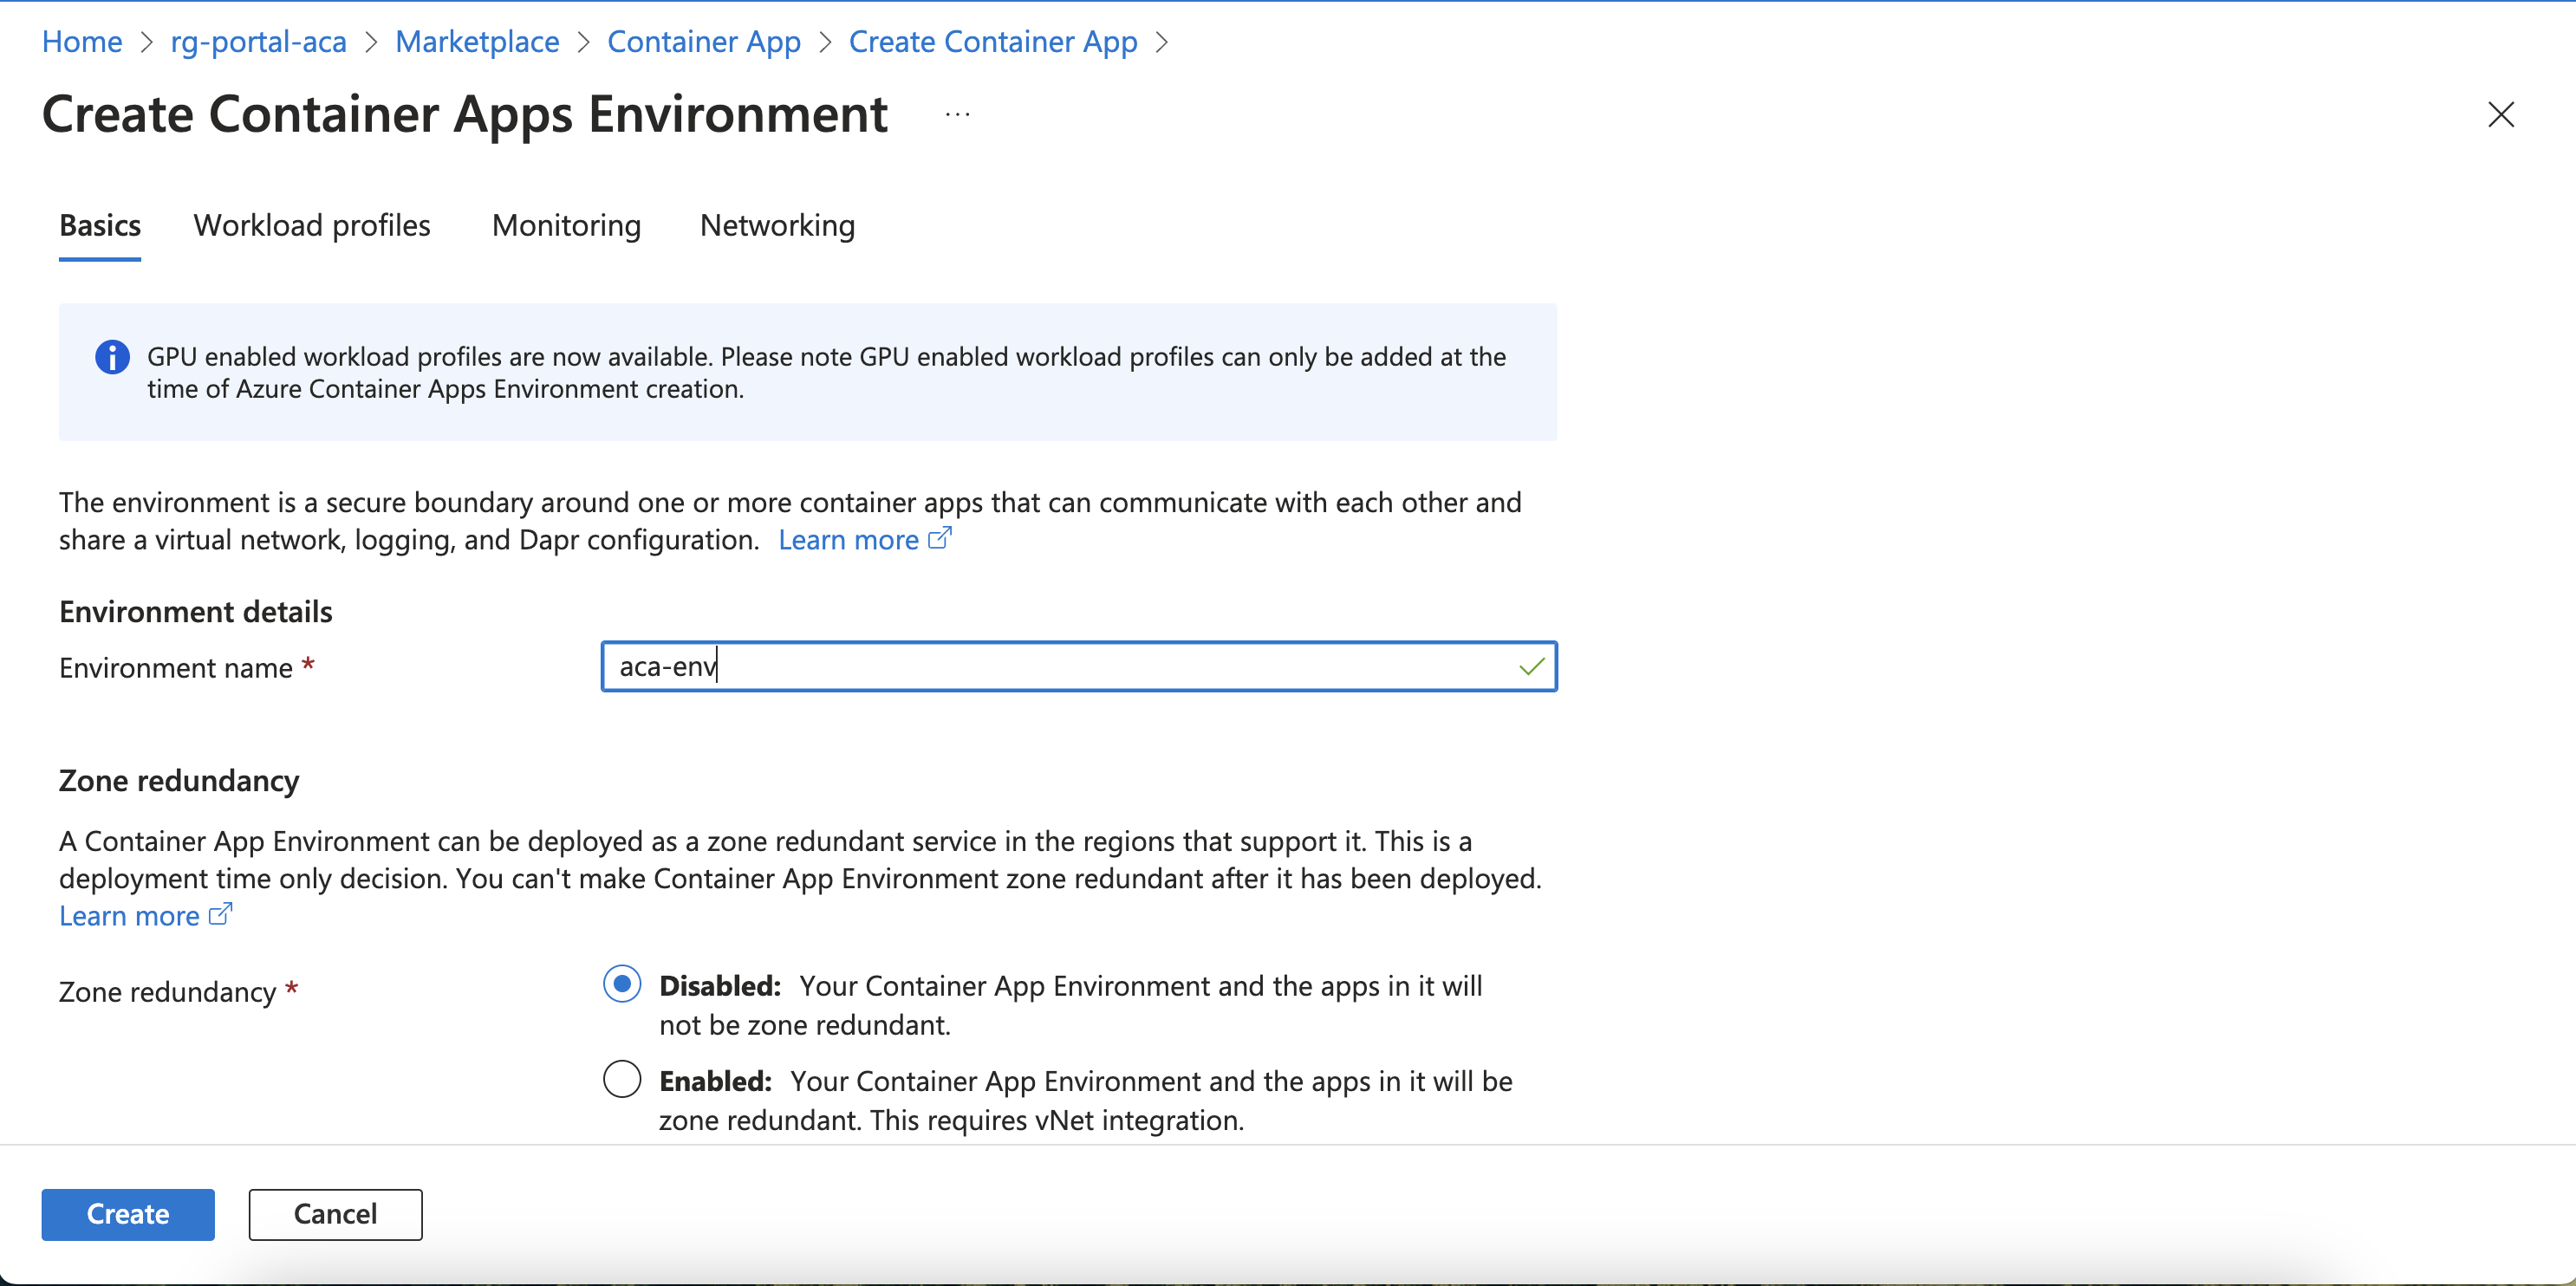 Home > rg-portal-aca > Marketplace > Container App > Create Container App >
Create Container Apps Environment ...
Basics Workload profiles Monitoring Networking
GPU enabled workload profiles are now available. Please note GPU enabled workload profiles can only be added at the
time of Azure Container Apps Environment creation.
The environment is a secure boundary around one or more container apps that can communicate with each other and
share a virtual network, logging, and Dapr configuration. Learn more
Environment details
Environment name * aca-env
Zone redundancy
A Container App Environment can be deployed as a zone redundant service in the regions that support it. This is a
deployment time only decision. You can't make Container App Environment zone redundant after it has been deployed.
Learn more
Zone redundancy *
Disabled: Your Container App Environment and the apps in it will
not be zone redundant.
Enabled: Your Container App Environment and the apps in it will be
zone redundant. This requires vNet integration.
Create Cancel